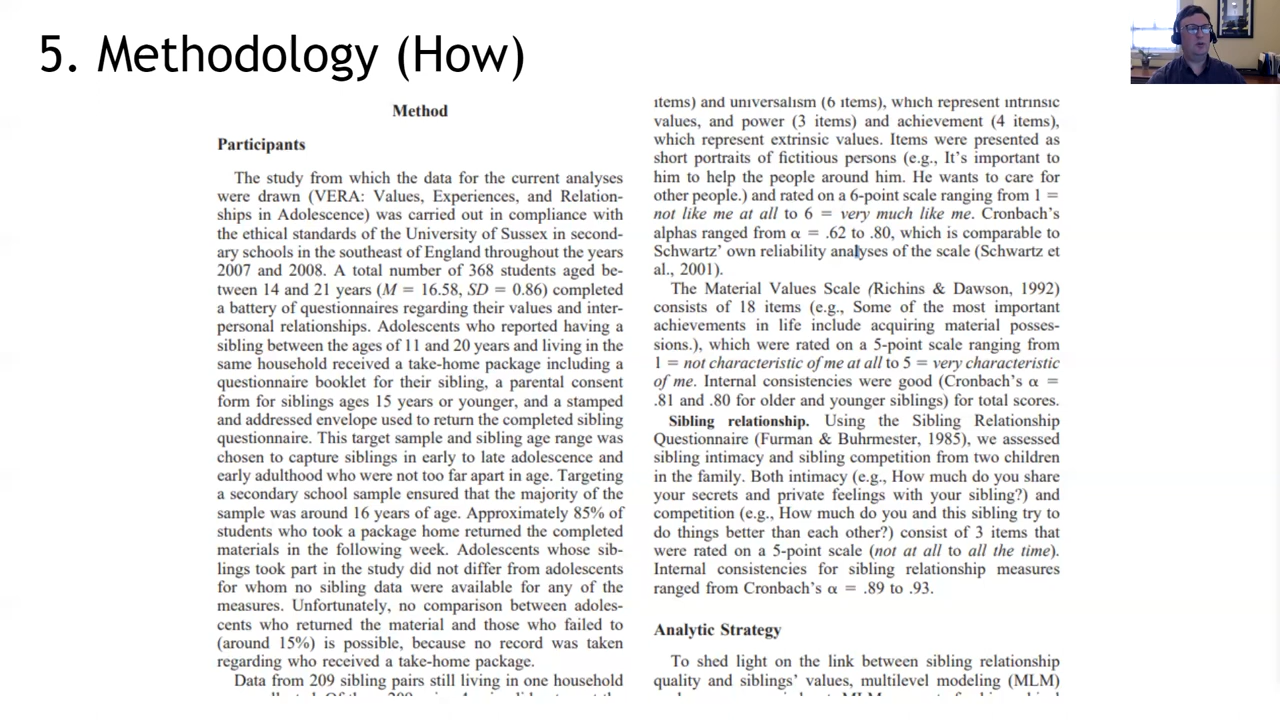 5. Methodology (How)
Method
Participants
The study from which the data for the current analyses
were drawn (VERA: Values, Experiences, and Relation-
ships in Adolescence) was carried out in compliance with
the ethical standards of the University of Sussex in second-
ary schools in the southeast of England throughout the years
2007 and 2008. A total number of 368 students aged be-
tween 14 and 21 years (M = 16.58, SD = 0.86) completed
a battery of questionnaires regarding their values and inter-
personal relationships. Adolescents who reported having a
sibling between the ages of 11 and 20 years and living in the
same household received a take-home package including a
questionnaire booklet for their sibling, a parental consent
form for siblings ages 15 years or younger, and a stamped
and addressed envelope used to return the completed sibling
questionnaire. This target sample and sibling age range was
chosen to capture siblings in early to late adolescence and
early adulthood who were not too far apart in age. Targeting
a secondary school sample ensured that the majority of the
sample was around 16 years of age. Approximately 85% of
students who took a package home returned the completed
materials in the following week. Adolescents whose sib-
lings took part in the study did not differ from adolescents
for whom no sibling data were available for any of the
measures. Unfortunately, no comparison between adoles-
cents who returned the material and those who failed to
(around 15%) is possible, because no record was taken
regarding who received a take-home package.
Data from 209 sibling pairs still living in one household
items) and universalism (6 items), which represent intrinsic
values, and power (3 items) and achievement (4 items),
which represent extrinsic values. Items were presented as
short portraits of fictitious persons (e.g., It's important to
him to help the people around him. He wants to care for
other people.) and rated on a 6-point scale ranging from 1 =
not like me at all to 6 = very much like me. Cronbach's
alphas ranged from α = .62 to .80, which is comparable to
Schwartz' own reliability analyses of the scale (Schwartz et
al., 2001).
The Material Values Scale (Richins & Dawson, 1992)
consists of 18 items (e.g., Some of the most important
achievements in life include acquiring material posses-
sions.), which were rated on a 5-point scale ranging from
1 = not characteristic of me at all to 5 = very characteristic
of me. Internal consistencies were good (Cronbach's α =
.81 and .80 for older and younger siblings) for total scores.
Sibling relationship. Using the Sibling Relationship
Questionnaire (Furman & Buhrmester, 1985), we assessed
sibling intimacy and sibling competition from two children
in the family. Both intimacy (e.g., How much do you share
your secrets and private feelings with your sibling?) and
competition (e.g., How much do you and this sibling try to
do things better than each other?) consist of 3 items that
were rated on a 5-point scale (not at all to all the time).
Internal consistencies for sibling relationship measures
ranged from Cronbach's α = .89 to .93.
Analytic Strategy
To shed light on the link between sibling relationship
quality and siblings' values, multilevel modeling (MLM)